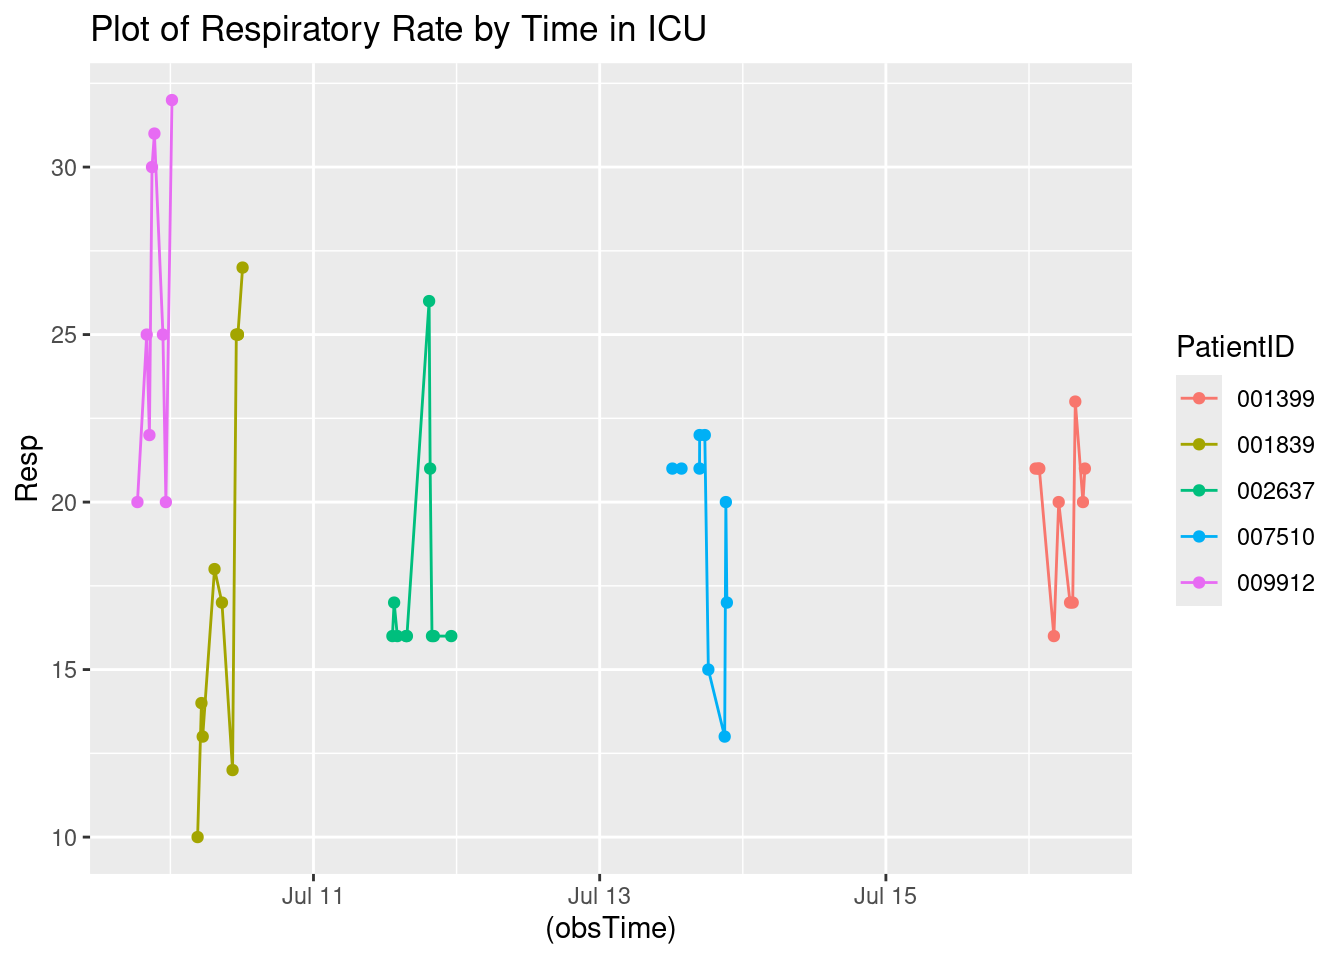 Plot of Respiratory Rate by Time in ICU
Resp
30
25
20
15
10
Jul 11
Jul 13
Jul 15
(obsTime)
PatientID
001399
001839
002637
007510
009912